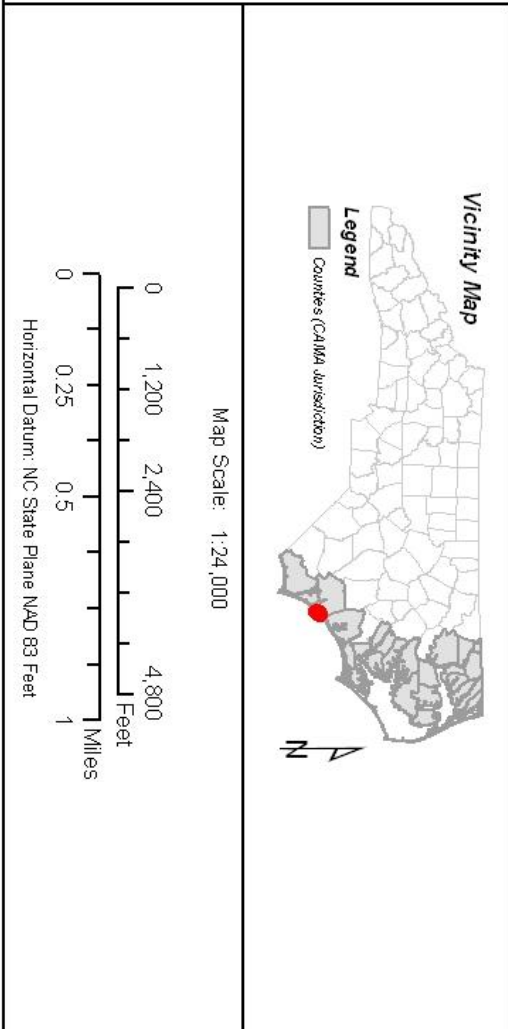 Vicinity Map
Legend
Counties (CAMA Jurisdiction)
N
Map Scale: 1:24,000
0 1,200 2,400 4,800
Feet
Miles
0 0.25 0.5 1
Horizontal Datum: NC State Plane NAD 83 Feet